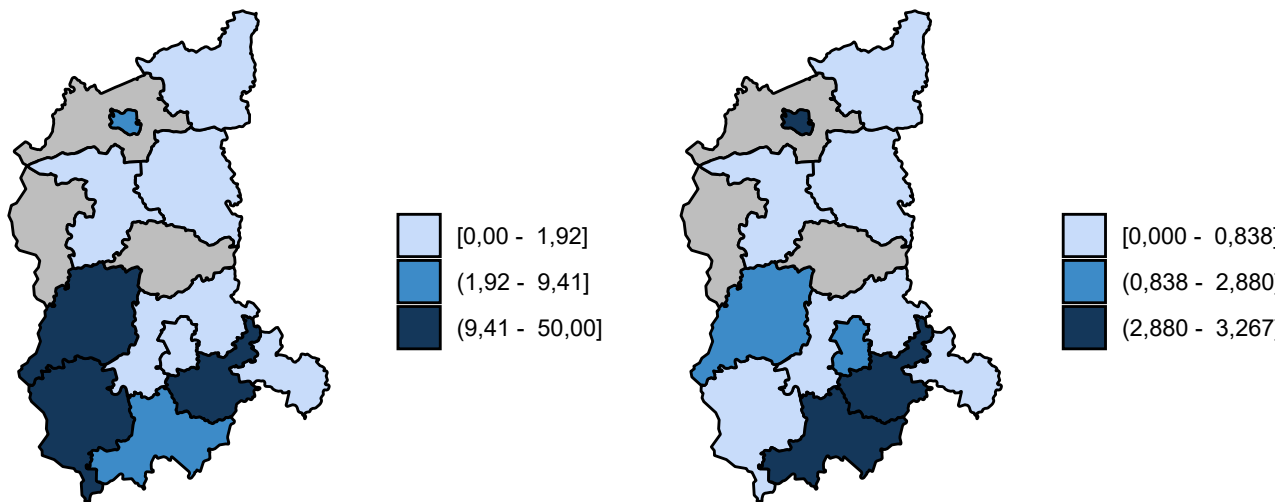 [0,00 -  1,92]
(1,92 -  9,41]
(9,41 -  50,00]
[0,000 -  0,838]
(0,838 -  2,880]
(2,880 -  3,267]